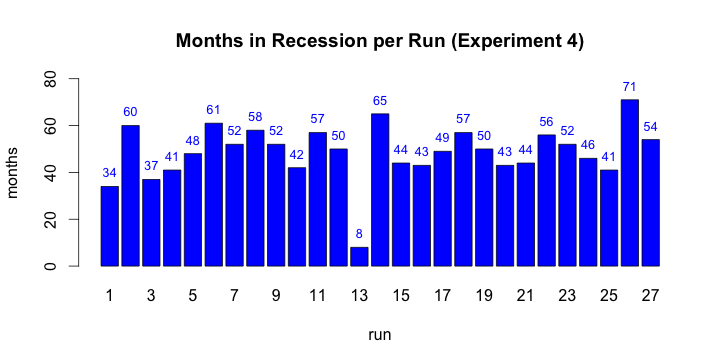 Months in Recession per Run (Experiment 4)
months
80
60
40
20
0
34 60 37 41 48 61 52 58 52 42 57 50 8 65 44 43 49 57 50 43 44 56 52 46 41 71 54
1 3 5 7 9 11 13 15 17 19 21 23 25 27
run